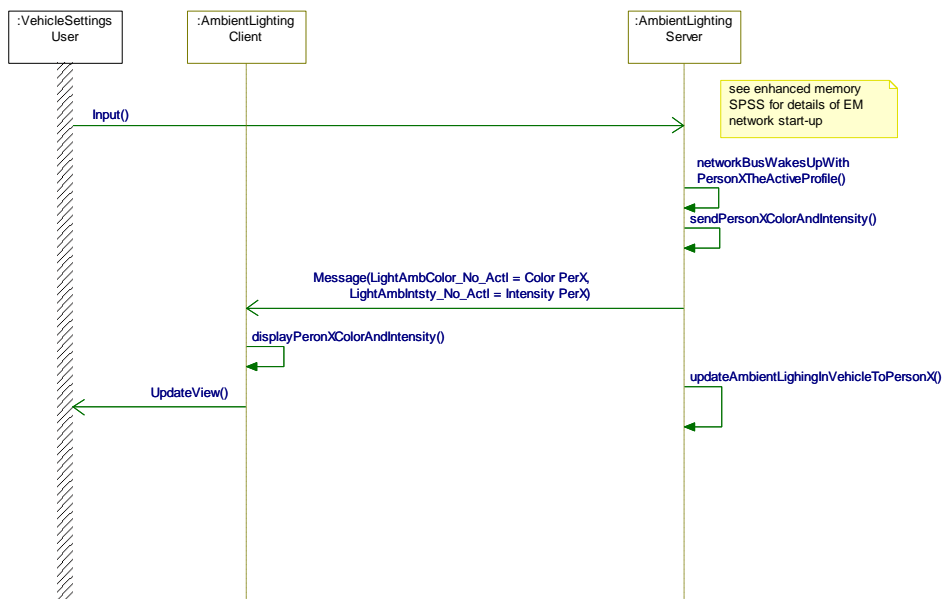 :VehicleSettings
User
:AmbientLighting
Client
:AmbientLighting
Server
see enhanced memory
SPSS for details of EM
network start-up
Input()
networkBusWakesUpWith
PersonXTheActiveProfile()
sendPersonXColorAndIntensity()
Message(LightAmbColor_No_Actl = Color PerX,
LightAmbIntsty_No_Actl = Intensity PerX)
displayPeronXColorAndIntensity()
updateAmbientLighingInVehicleToPersonX()
UpdateView()